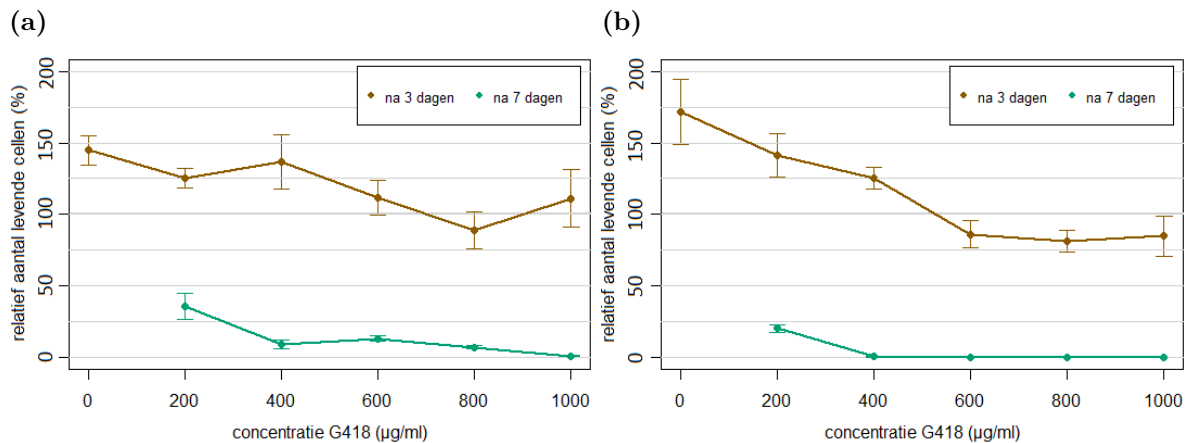 (a)
relatief aantal levende cellen (%)
200
150
100
50
0
na 3 dagen
na 7 dagen
0 200 400 600 800 1000
concentratie G418 (µg/ml)
(b)
relatief aantal levende cellen (%)
200
150
100
50
0
na 3 dagen
na 7 dagen
0 200 400 600 800 1000
concentratie G418 (µg/ml)